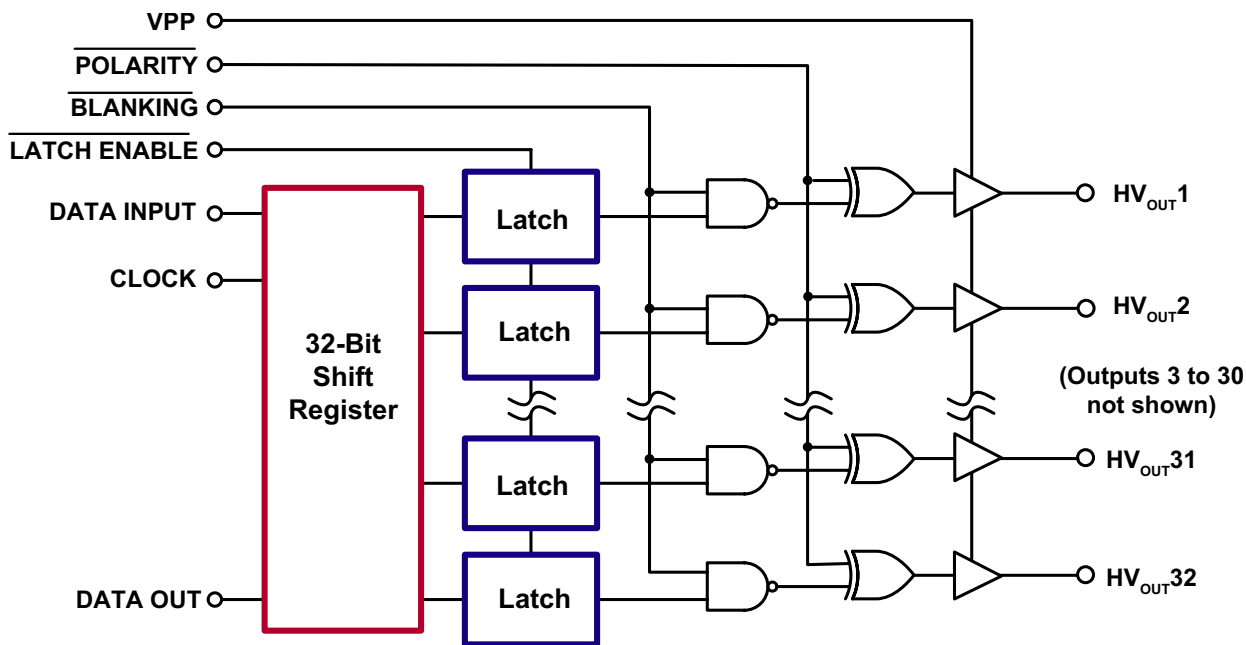 VPP
POLARITY
BLANKING
LATCH ENABLE
DATA INPUT
CLOCK
DATA OUT
32-Bit
Shift
Register
Latch
Latch
Latch
Latch
HVOUT1
HVOUT2
(Outputs 3 to 30
not shown)
HVOUT31
HVOUT32